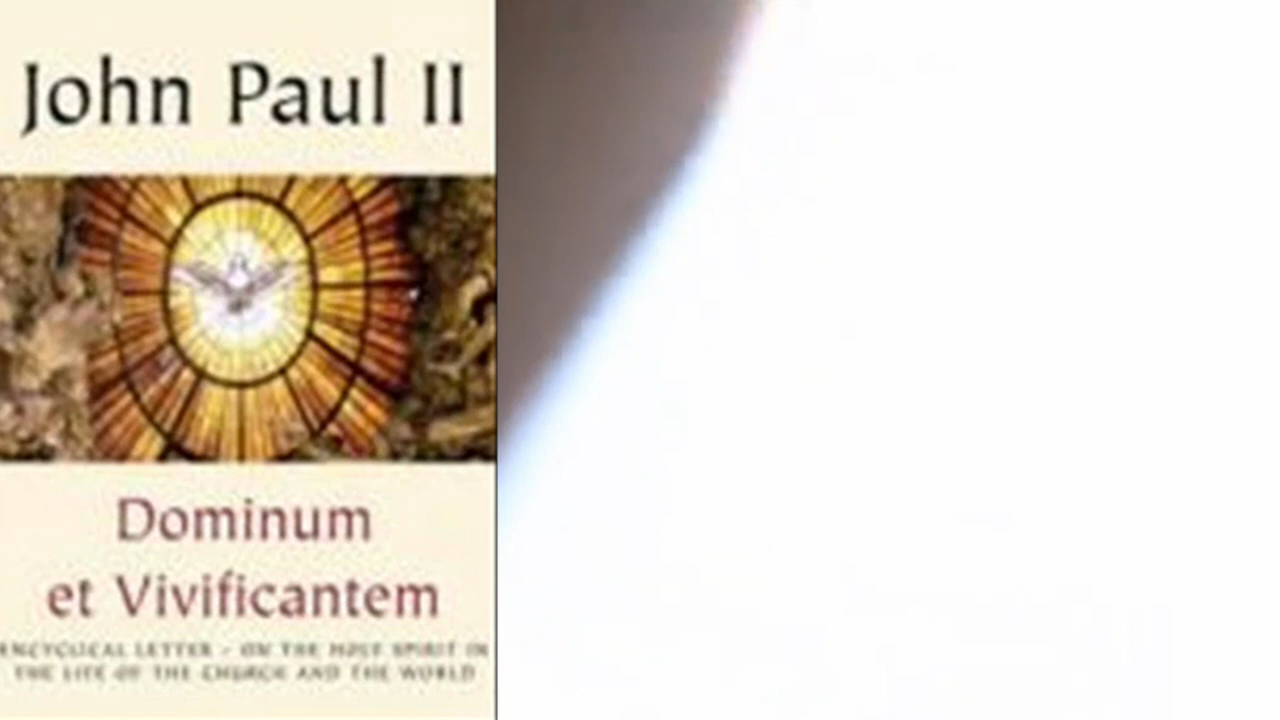 John Paul II
Dominum
et Vivificantem
ENCYCLICAL LETTER - ON THE HOLY SPIRIT IN
THE LIFE OF THE CHURCH AND THE WORLD